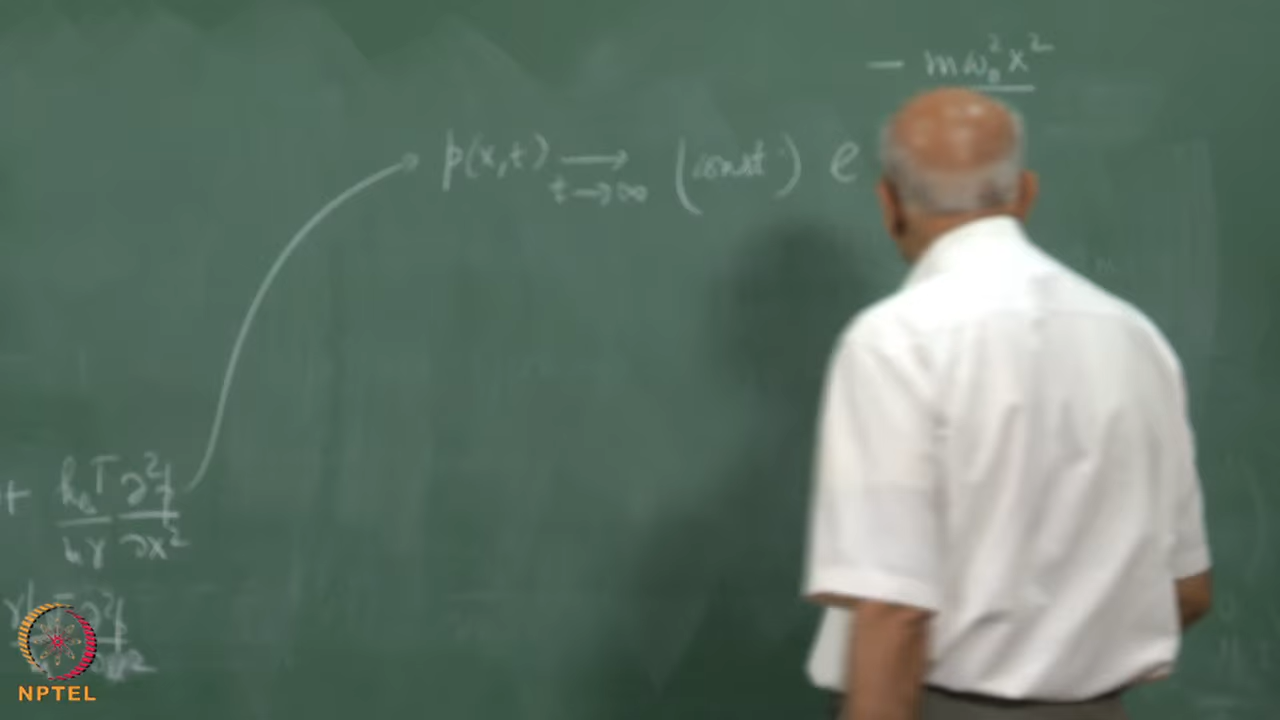 − mω₀²x²
p(x,t) ⟶ (const) e
t→∞
+ k_BT ∂²p
mγ ∂x²
NPTEL